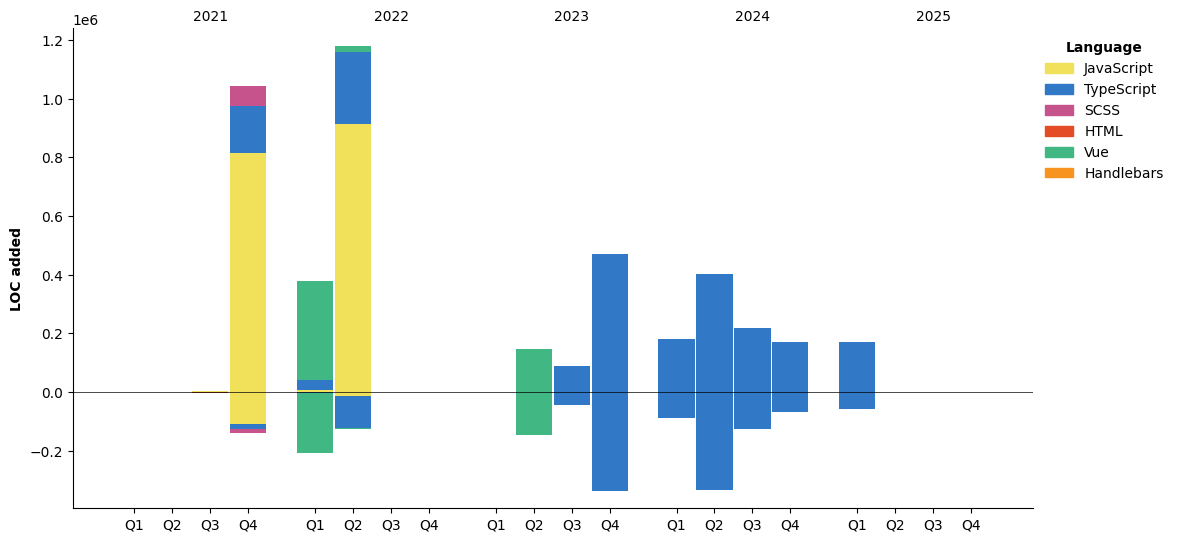 1e6
2021 2022 2023 2024 2025
1.2
1.0
0.8
0.6
0.4
0.2
0.0
−0.2
LOC added
Q1 Q2 Q3 Q4 Q1 Q2 Q3 Q4 Q1 Q2 Q3 Q4 Q1 Q2 Q3 Q4 Q1 Q2 Q3 Q4
Language
JavaScript
TypeScript
SCSS
HTML
Vue
Handlebars